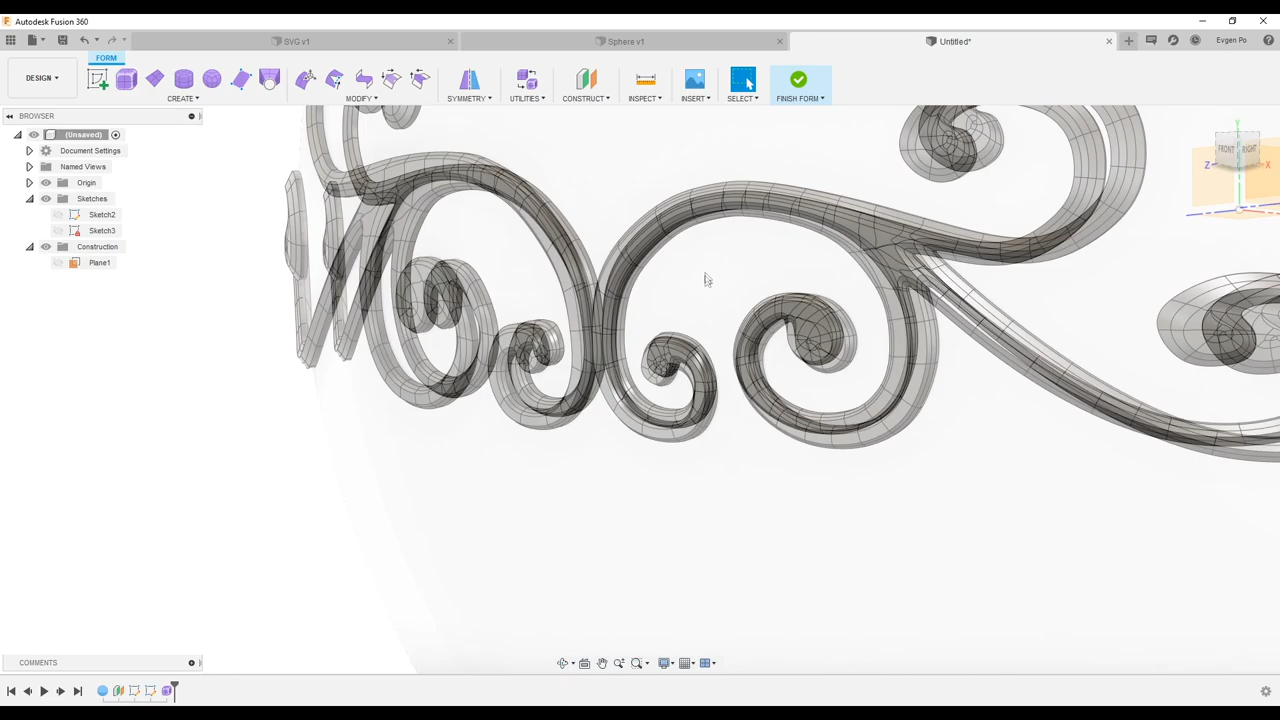 Autodesk Fusion 360
SVG v1
Sphere v1
Untitled*
Evgen Po
FORM
DESIGN
CREATE
MODIFY
SYMMETRY
UTILITIES
CONSTRUCT
INSPECT
INSERT
SELECT
FINISH FORM
BROWSER
(Unsaved)
Document Settings
Named Views
Origin
Sketches
Sketch2
Sketch3
Construction
Plane1
Y
FRONT
RIGHT
Z
X
COMMENTS